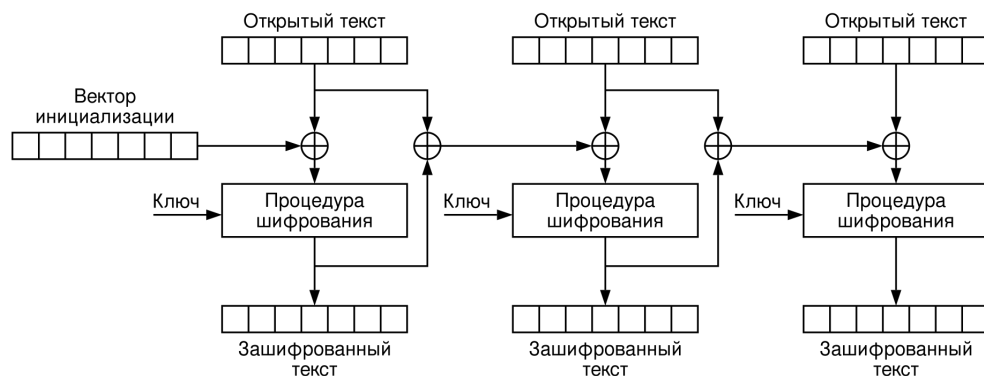 Открытый текст
Открытый текст
Открытый текст
Вектор
инициализации
Ключ
Процедура
шифрования
Ключ
Процедура
шифрования
Ключ
Процедура
шифрования
Зашифрованный
текст
Зашифрованный
текст
Зашифрованный
текст